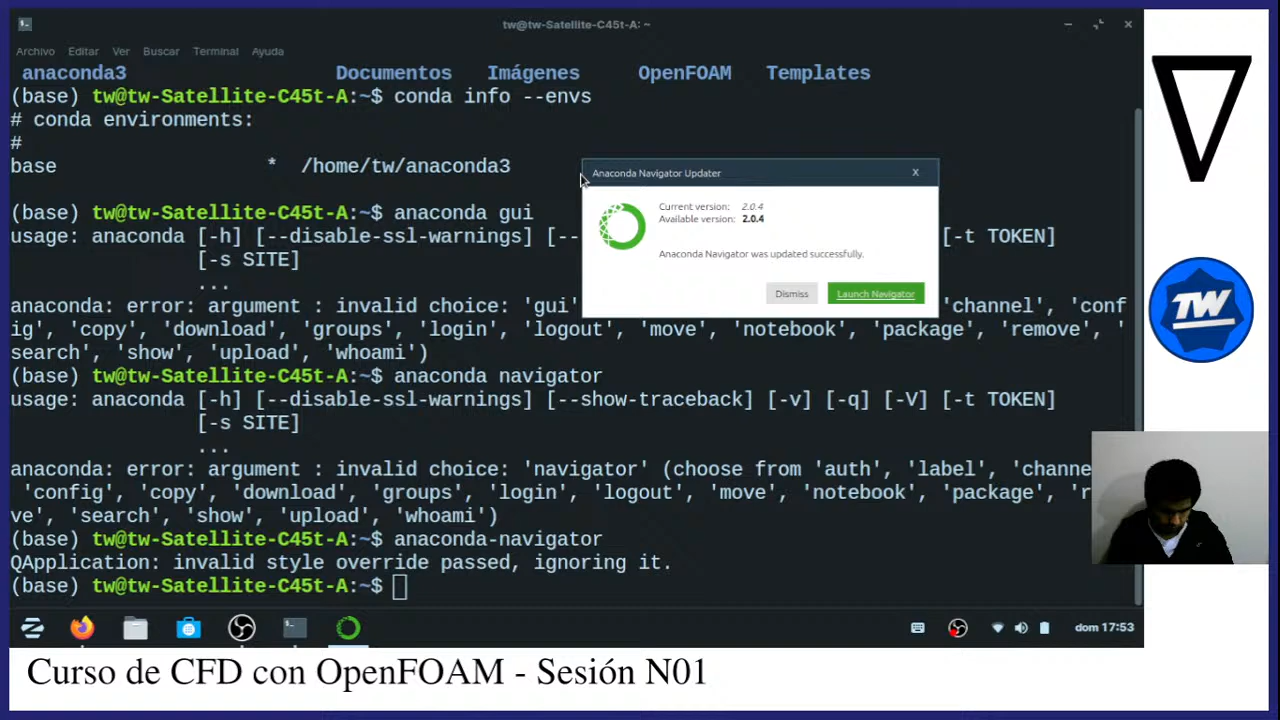 tw@tw-Satellite-C45t-A: ~
Archivo Editar Ver Buscar Terminal Ayuda
anaconda3 Documentos Imágenes OpenFOAM Templates
(base) tw@tw-Satellite-C45t-A:~$ conda info --envs
# conda environments:
#
base * /home/tw/anaconda3
(base) tw@tw-Satellite-C45t-A:~$ anaconda gui
usage: anaconda [-h] [--disable-ssl-warnings] [-- [-t TOKEN]
[-s SITE]
...
anaconda: error: argument : invalid choice: 'gui' 'channel', 'conf
ig', 'copy', 'download', 'groups', 'login', 'logout', 'move', 'notebook', 'package', 'remove', '
search', 'show', 'upload', 'whoami')
(base) tw@tw-Satellite-C45t-A:~$ anaconda navigator
usage: anaconda [-h] [--disable-ssl-warnings] [--show-traceback] [-v] [-q] [-V] [-t TOKEN]
[-s SITE]
...
anaconda: error: argument : invalid choice: 'navigator' (choose from 'auth', 'label', 'channe
'config', 'copy', 'download', 'groups', 'login', 'logout', 'move', 'notebook', 'package', 'r
ve', 'search', 'show', 'upload', 'whoami')
(base) tw@tw-Satellite-C45t-A:~$ anaconda-navigator
QApplication: invalid style override passed, ignoring it.
(base) tw@tw-Satellite-C45t-A:~$
Anaconda Navigator Updater X
Current version: 2.0.4
Available version: 2.0.4
Anaconda Navigator was updated successfully.
Dismiss Launch Navigator
TW
dom 17:53
Curso de CFD con OpenFOAM - Sesión N01